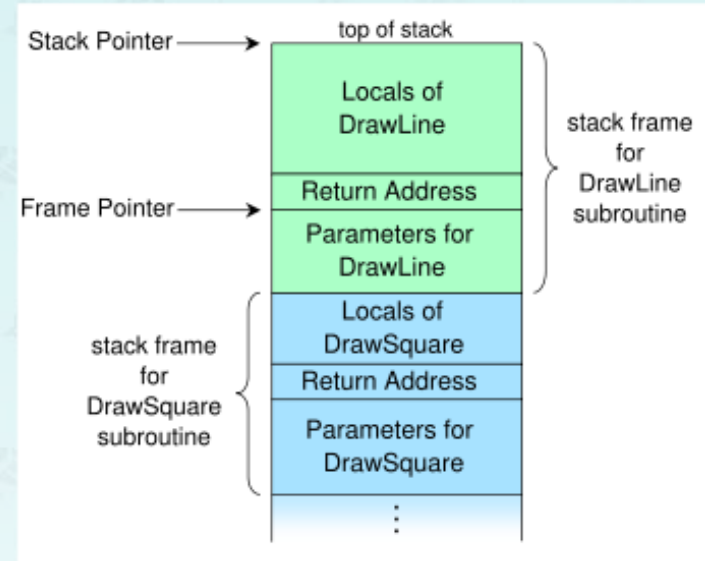 top of stack
Stack Pointer
Locals of
DrawLine
stack frame
for
DrawLine
subroutine
Return Address
Frame Pointer
Parameters for
DrawLine
Locals of
DrawSquare
stack frame
for
DrawSquare
subroutine
Return Address
Parameters for
DrawSquare
⋮